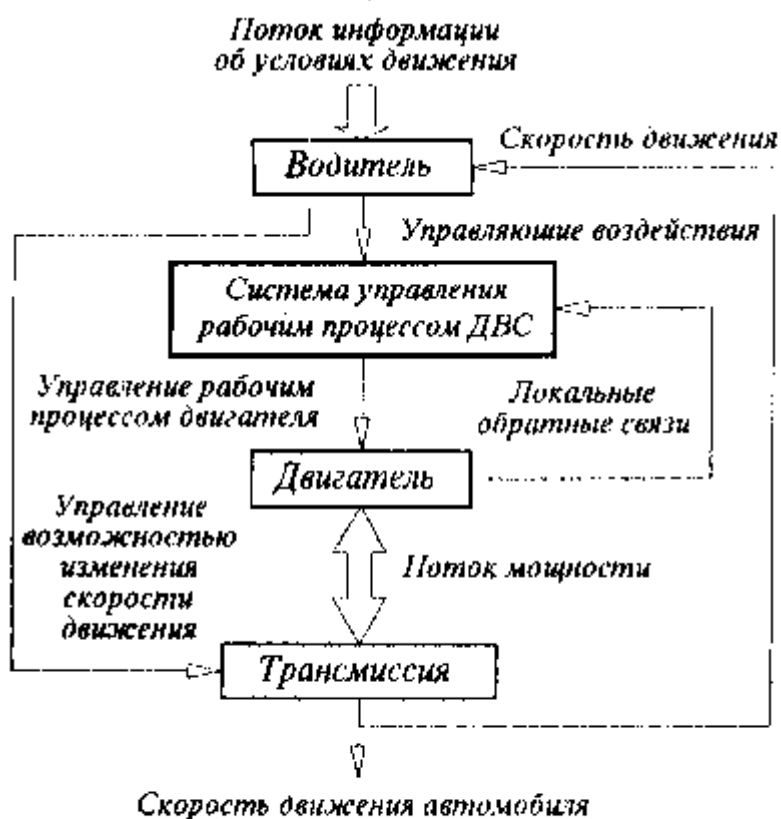 Поток информации
об условиях движения
Скорость движения
Водитель
Управляюшие воздействия
Система управления
рабочим процессом ДВС
Управление рабочим
процессом двигателя
Локальные
обратные связи
Двигатель
Управление
возможностью
изменения
скорости
движения
Поток мощности
Трансмиссия
Скорость движения автомобиля